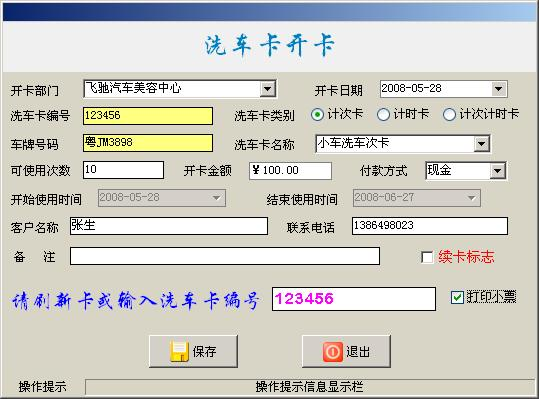 洗车卡开卡
开卡部门 飞驰汽车美容中心 开卡日期 2008-05-28
洗车卡编号 123456 洗车卡类别 计次卡 计时卡 计次计时卡
车牌号码 粤JM3898 洗车卡名称 小车洗车次卡
可使用次数 10 开卡金额 ￥100.00 付款方式 现金
开始使用时间 2008-05-28 结束使用时间 2008-06-27
客户名称 张生 联系电话 1386498023
备 注 续卡标志
请刷新卡或输入洗车卡编号 123456 打印小票
保存 退出
操作提示 操作提示信息显示栏